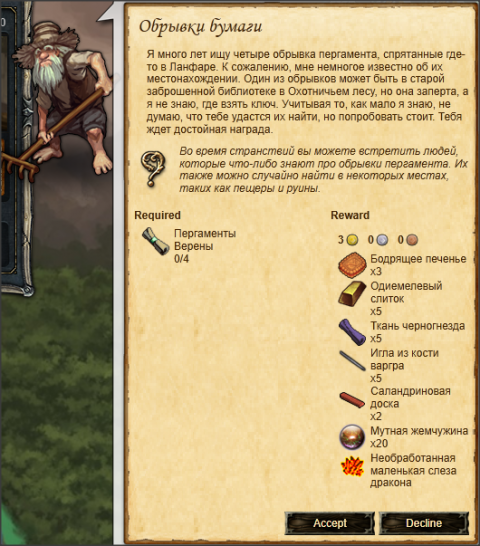 Обрывки бумаги
Я много лет ищу четыре обрывка пергамента, спрятанные где-
то в Ланфаре. К сожалению, мне немногое известно об их
местонахождении. Один из обрывков может быть в старой
заброшенной библиотеке в Охотничьем лесу, но она заперта, а
я не знаю, где взять ключ. Учитывая то, как мало я знаю, не
думаю, что тебе удастся их найти, но попробовать стоит. Тебя
ждет достойная награда.
Во время странствий вы можете встретить людей,
которые что-либо знают про обрывки пергамента. Их
также можно случайно найти в некоторых местах,
таких как пещеры и руины.
Required
Пергаменты
Верены
0/4
Reward
3 0 0
Бодрящее печенье
x3
Одиемелевый
слиток
x5
Ткань черногнезда
x5
Игла из кости
варгра
x5
Саландриновая
доска
x2
Мутная жемчужина
x20
Необработанная
маленькая слеза
дракона
Accept
Decline